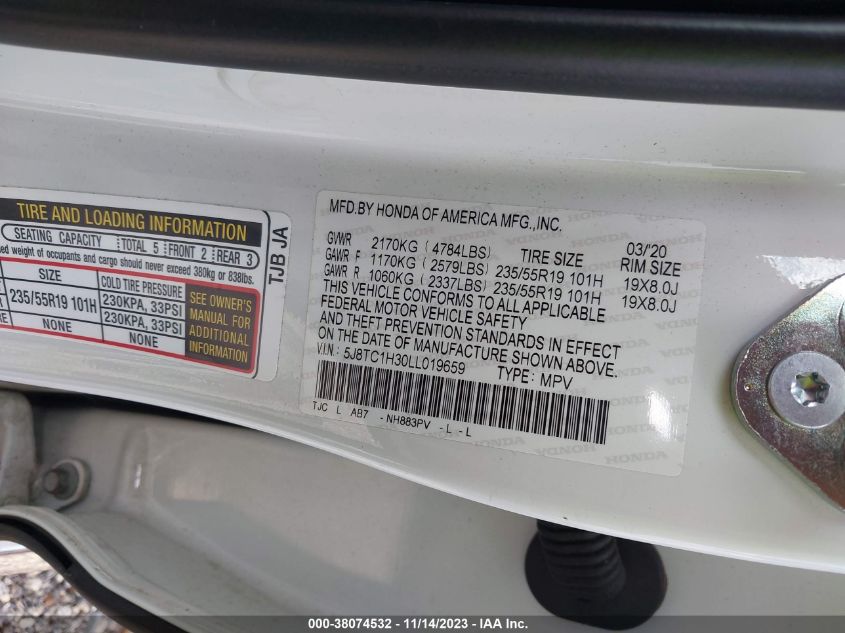 TIRE AND LOADING INFORMATION
SEATING CAPACITY TOTAL 5 FRONT 2 REAR 3
weight of occupants and cargo should never exceed 380kg or 838lbs.
SIZE COLD TIRE PRESSURE
235/55R19 101H 230KPA, 33PSI
230KPA, 33PSI
NONE NONE
SEE OWNER'S
MANUAL FOR
ADDITIONAL
INFORMATION
TJB JA
MFD.BY HONDA OF AMERICA MFG.,INC.
03/'20
GVWR 2170KG (4784LBS) TIRE SIZE RIM SIZE
GAWR F 1170KG (2579LBS) 235/55R19 101H 19X8.0J
GAWR R 1060KG (2337LBS) 235/55R19 101H 19X8.0J
THIS VEHICLE CONFORMS TO ALL APPLICABLE
FEDERAL MOTOR VEHICLE SAFETY
AND THEFT PREVENTION STANDARDS IN EFFECT
ON THE DATE OF MANUFACTURE SHOWN ABOVE.
V.I.N.: 5J8TC1H30LL019659 TYPE: MPV
TJC L AB7 -NH883PV -L -L
000-38074532 - 11/14/2023 - IAA Inc.